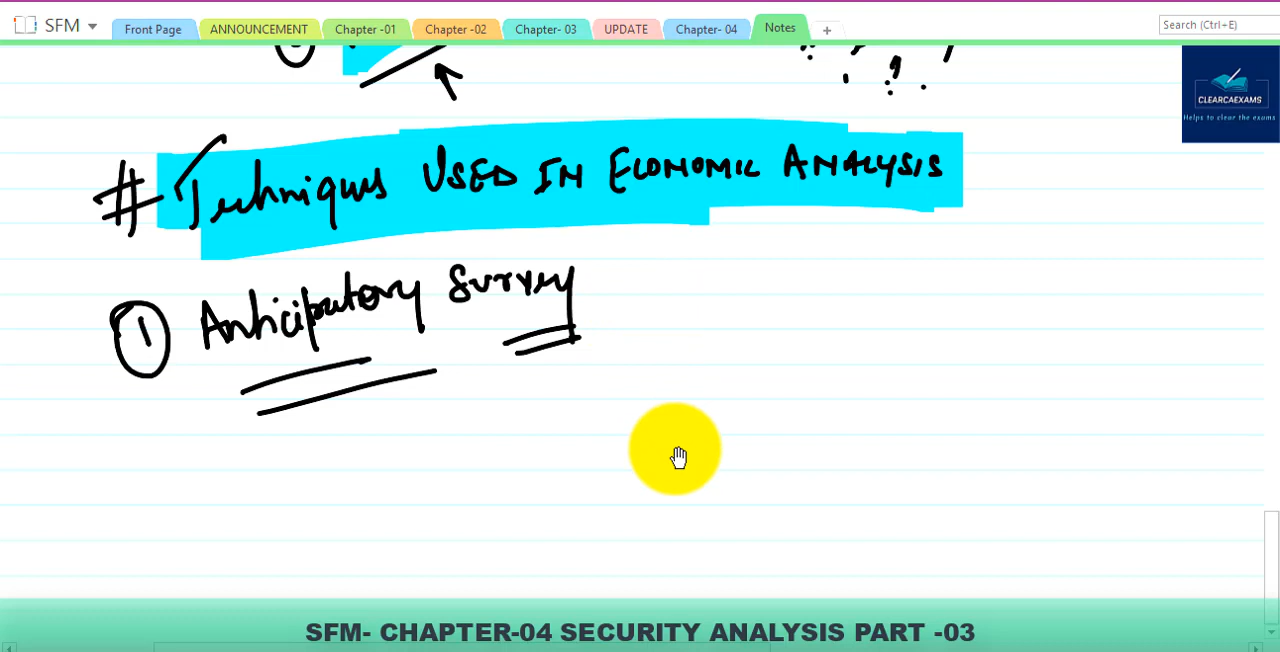 SFM
Front Page
ANNOUNCEMENT
Chapter -01
Chapter -02
Chapter- 03
UPDATE
Chapter- 04
Notes
+
Search (Ctrl+E)
CLEARCAEXAMS
Helps to clear the exams
# Techniques USED IN ECONOMIC ANALYSIS
1 Anticipatory Survey
SFM- CHAPTER-04 SECURITY ANALYSIS PART -03